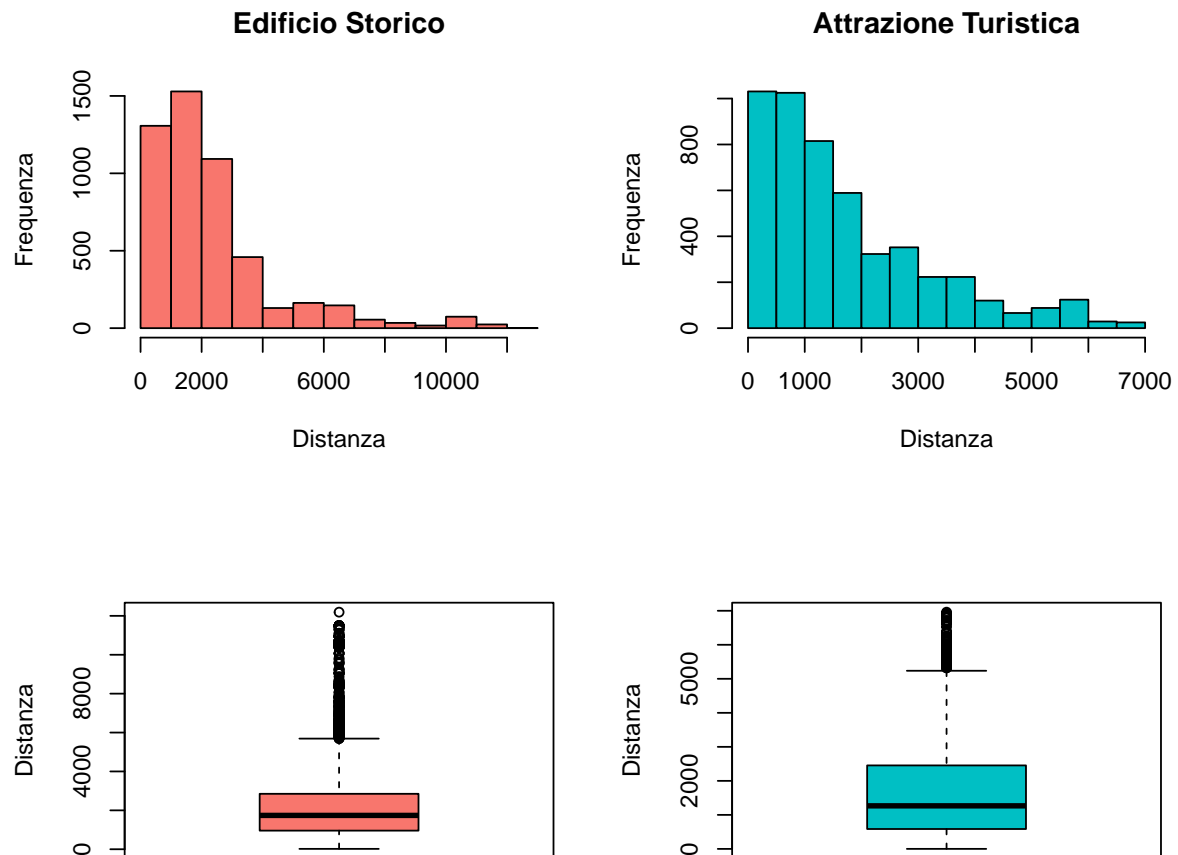 Edificio Storico
Frequenza
0 500 1000 1500
0 2000 6000 10000
Distanza
Attrazione Turistica
Frequenza
0 400 800
0 1000 3000 5000 7000
Distanza
Distanza
0 4000 8000
Distanza
0 2000 5000